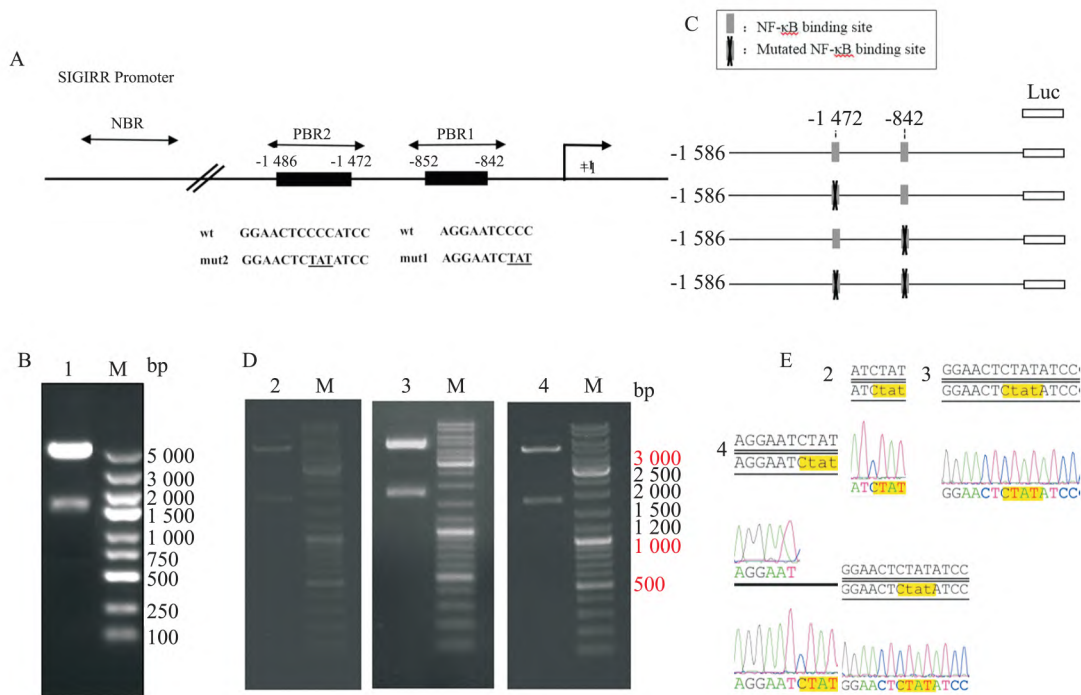 A
SIGIRR Promoter
NBR
PBR2
PBR1
-1 486
-1 472
-852
-842
+1
wt GGAACTCCCCATCC
wt AGGAATCCCC
mut2 GGAACTCTATATCC
mut1 AGGAATCTAT
C
: NF-κB binding site
: Mutated NF-κB binding site
Luc
-1 472
-842
-1 586
-1 586
-1 586
-1 586
B
1 M bp
5 000
3 000
2 000
1 500
1 000
750
500
250
100
D
2 M
3 M
4 M
bp
3 000
2 500
2 000
1 500
1 200
1 000
500
E
2
ATCTAT
ATCtat
ATCTAT
3
GGAACTCTATATCC
GGAACTCtatATCC
GGAACTCTATATCC
4
AGGAATCTAT
AGGAATCtat
AGGAAT
AGGAATCTAT
GGAACTCTATATCC
GGAACTCtatATCC
GGAACTCTATATCC